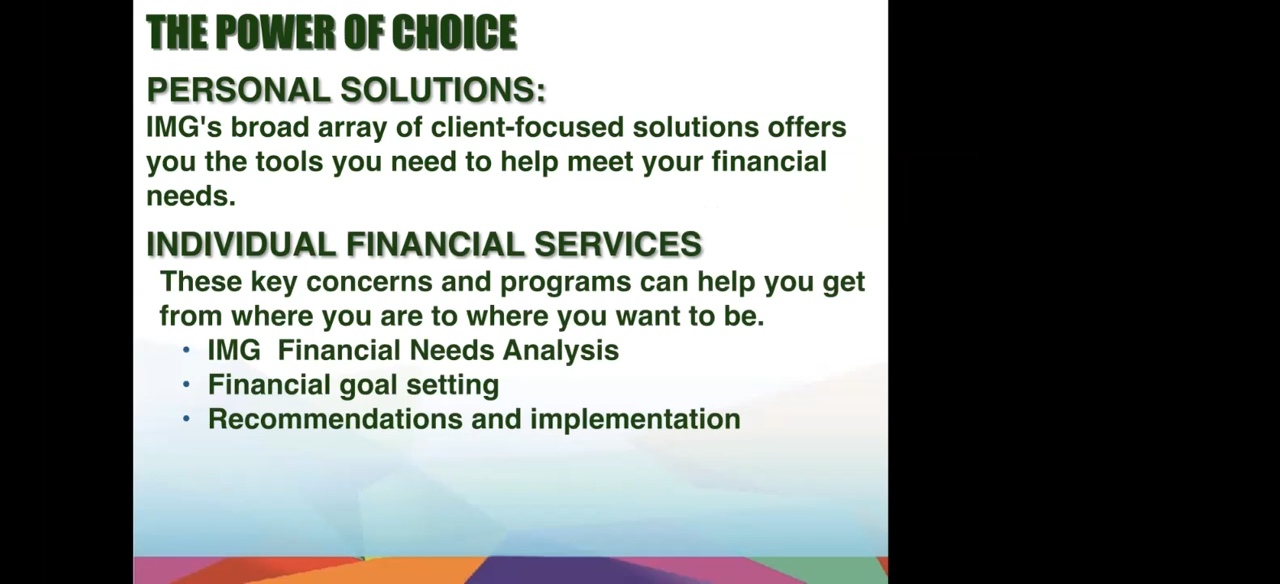 THE POWER OF CHOICE
PERSONAL SOLUTIONS:
IMG's broad array of client-focused solutions offers
you the tools you need to help meet your financial
needs.
INDIVIDUAL FINANCIAL SERVICES
These key concerns and programs can help you get
from where you are to where you want to be.
• IMG  Financial Needs Analysis
• Financial goal setting
• Recommendations and implementation